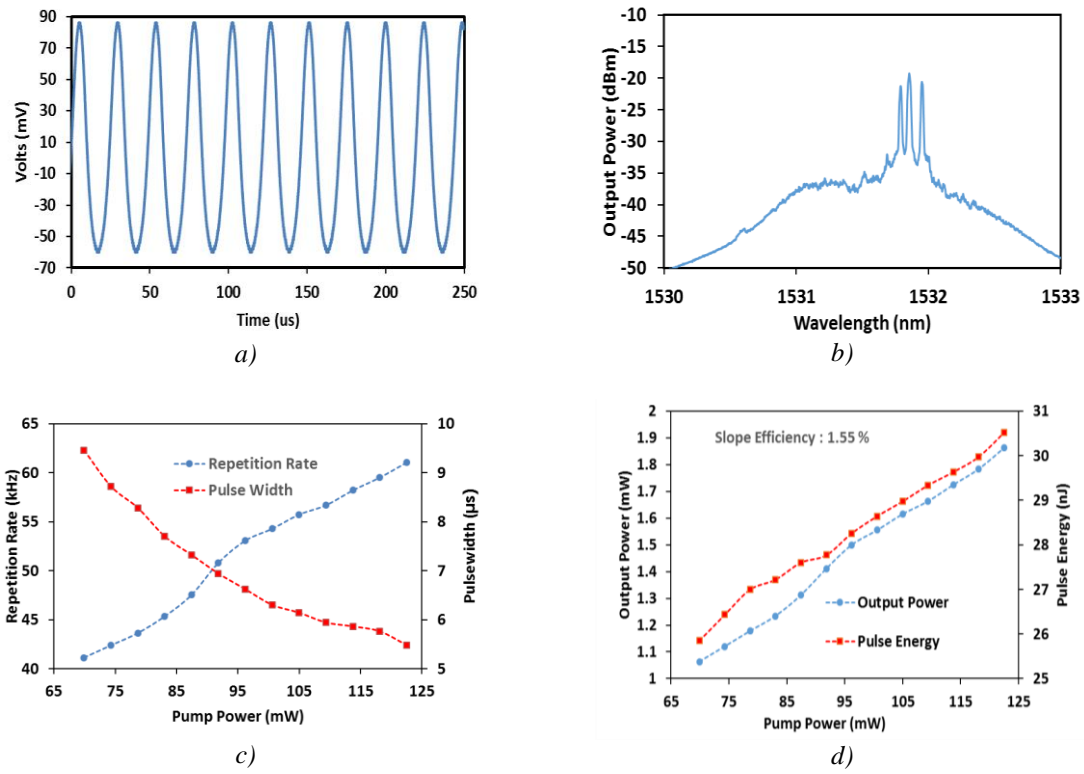 90
70
50
30
10
-10
-30
-50
-70
Volts (mV)
0 50 100 150 200 250
Time (us)
a)
-10
-15
-20
-25
-30
-35
-40
-45
-50
Output Power (dBm)
1530 1531 1532 1533
Wavelength (nm)
b)
65
60
55
50
45
40
Repetition Rate (kHz)
Repetition Rate
Pulse Width
10
9
8
7
6
5
Pulsewidth (µs)
65 75 85 95 105 115 125
Pump Power (mW)
c)
2
1.9
1.8
1.7
1.6
1.5
1.4
1.3
1.2
1.1
1
Output Power (mW)
Slope Efficiency : 1.55 %
Output Power
Pulse Energy
31
30
29
28
27
26
25
Pulse Energy (nJ)
65 75 85 95 105 115 125
Pump Power (mW)
d)